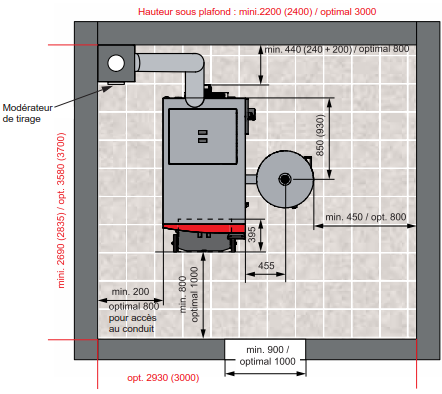 Hauteur sous plafond : mini.2200 (2400) / optimal 3000
min. 440 (240 + 200) / optimal 800
Modérateur
de tirage
850 (930)
mini. 2690 (2835) / opt. 3580 (3700)
min. 450 / opt. 800
395
455
min. 200
optimal 800
pour accès
au conduit
min. 800
optimal 1000
min. 900 /
optimal 1000
opt. 2930 (3000)